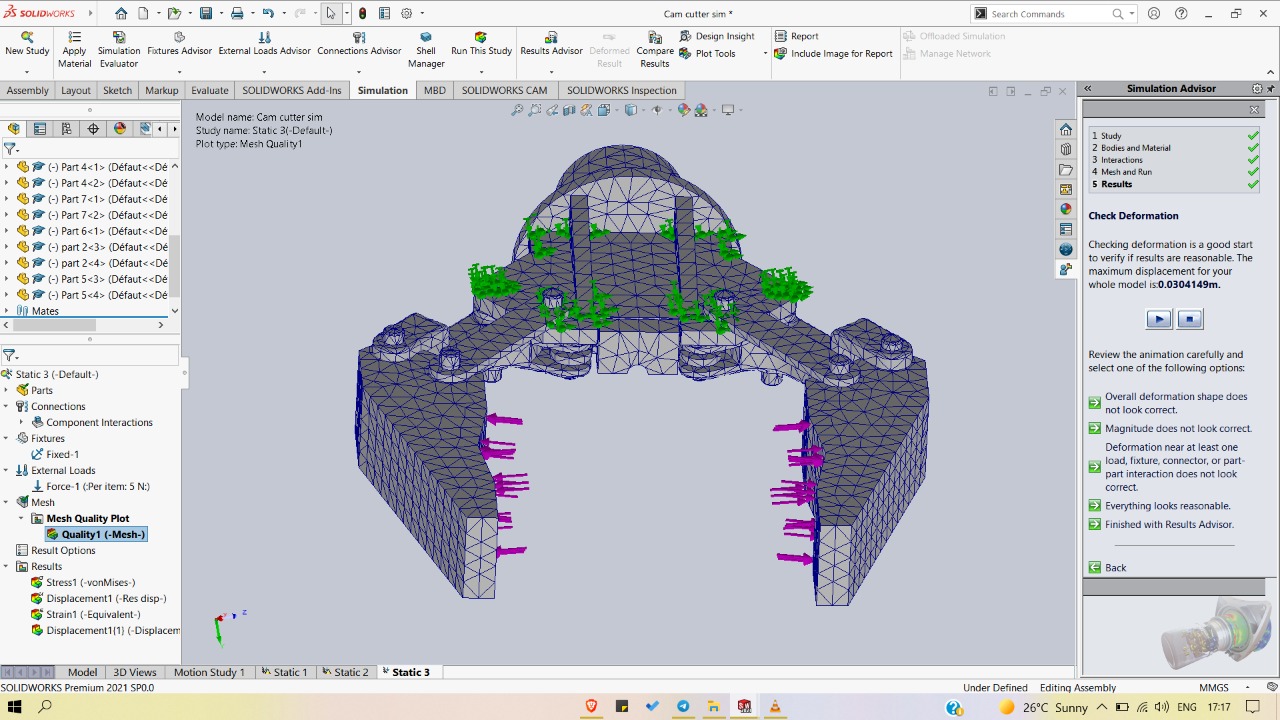 SOLIDWORKS
Cam cutter sim *
Search Commands
New Study
Apply Material
Simulation Evaluator
Fixtures Advisor
External Loads Advisor
Connections Advisor
Shell Manager
Run This Study
Results Advisor
Deformed Result
Compare Results
Design Insight
Plot Tools
Report
Include Image for Report
Offloaded Simulation
Manage Network
Assembly
Layout
Sketch
Markup
Evaluate
SOLIDWORKS Add-Ins
Simulation
MBD
SOLIDWORKS CAM
SOLIDWORKS Inspection
(-) Part 4<1> (Défaut<<Dé
(-) Part 4<2> (Défaut<<Dé
(-) Part 7<1> (Défaut<<Dé
(-) Part 7<2> (Défaut<<Dé
(-) Part 6<1> (Défaut<<Dé
(-) part 2<3> (Défaut<<Dé
(-) part 2<4> (Défaut<<Dé
(-) Part 5<3> (Défaut<<Dé
(-) Part 5<4> (Défaut<<Dé
Mates
Static 3 (-Default-)
Parts
Connections
Component Interactions
Fixtures
Fixed-1
External Loads
Force-1 (:Per item: 5 N:)
Mesh
Mesh Quality Plot
Quality1 (-Mesh-)
Result Options
Results
Stress1 (-vonMises-)
Displacement1 (-Res disp-)
Strain1 (-Equivalent-)
Displacement1{1} (-Displacem
Model name: Cam cutter sim
Study name: Static 3(-Default-)
Plot type: Mesh Quality1
z
Simulation Advisor
1 Study
2 Bodies and Material
3 Interactions
4 Mesh and Run
5 Results
Check Deformation
Checking deformation is a good start
to verify if results are reasonable. The
maximum displacement for your
whole model is:0.0304149m.
Review the animation carefully and
select one of the following options:
Overall deformation shape does
not look correct.
Magnitude does not look correct.
Deformation near at least one
load, fixture, connector, or part-
part interaction does not look
correct.
Everything looks reasonable.
Finished with Results Advisor.
Back
Model
3D Views
Motion Study 1
Static 1
Static 2
Static 3
SOLIDWORKS Premium 2021 SP0.0
Under Defined
Editing Assembly
MMGS
26°C Sunny
ENG
17:17